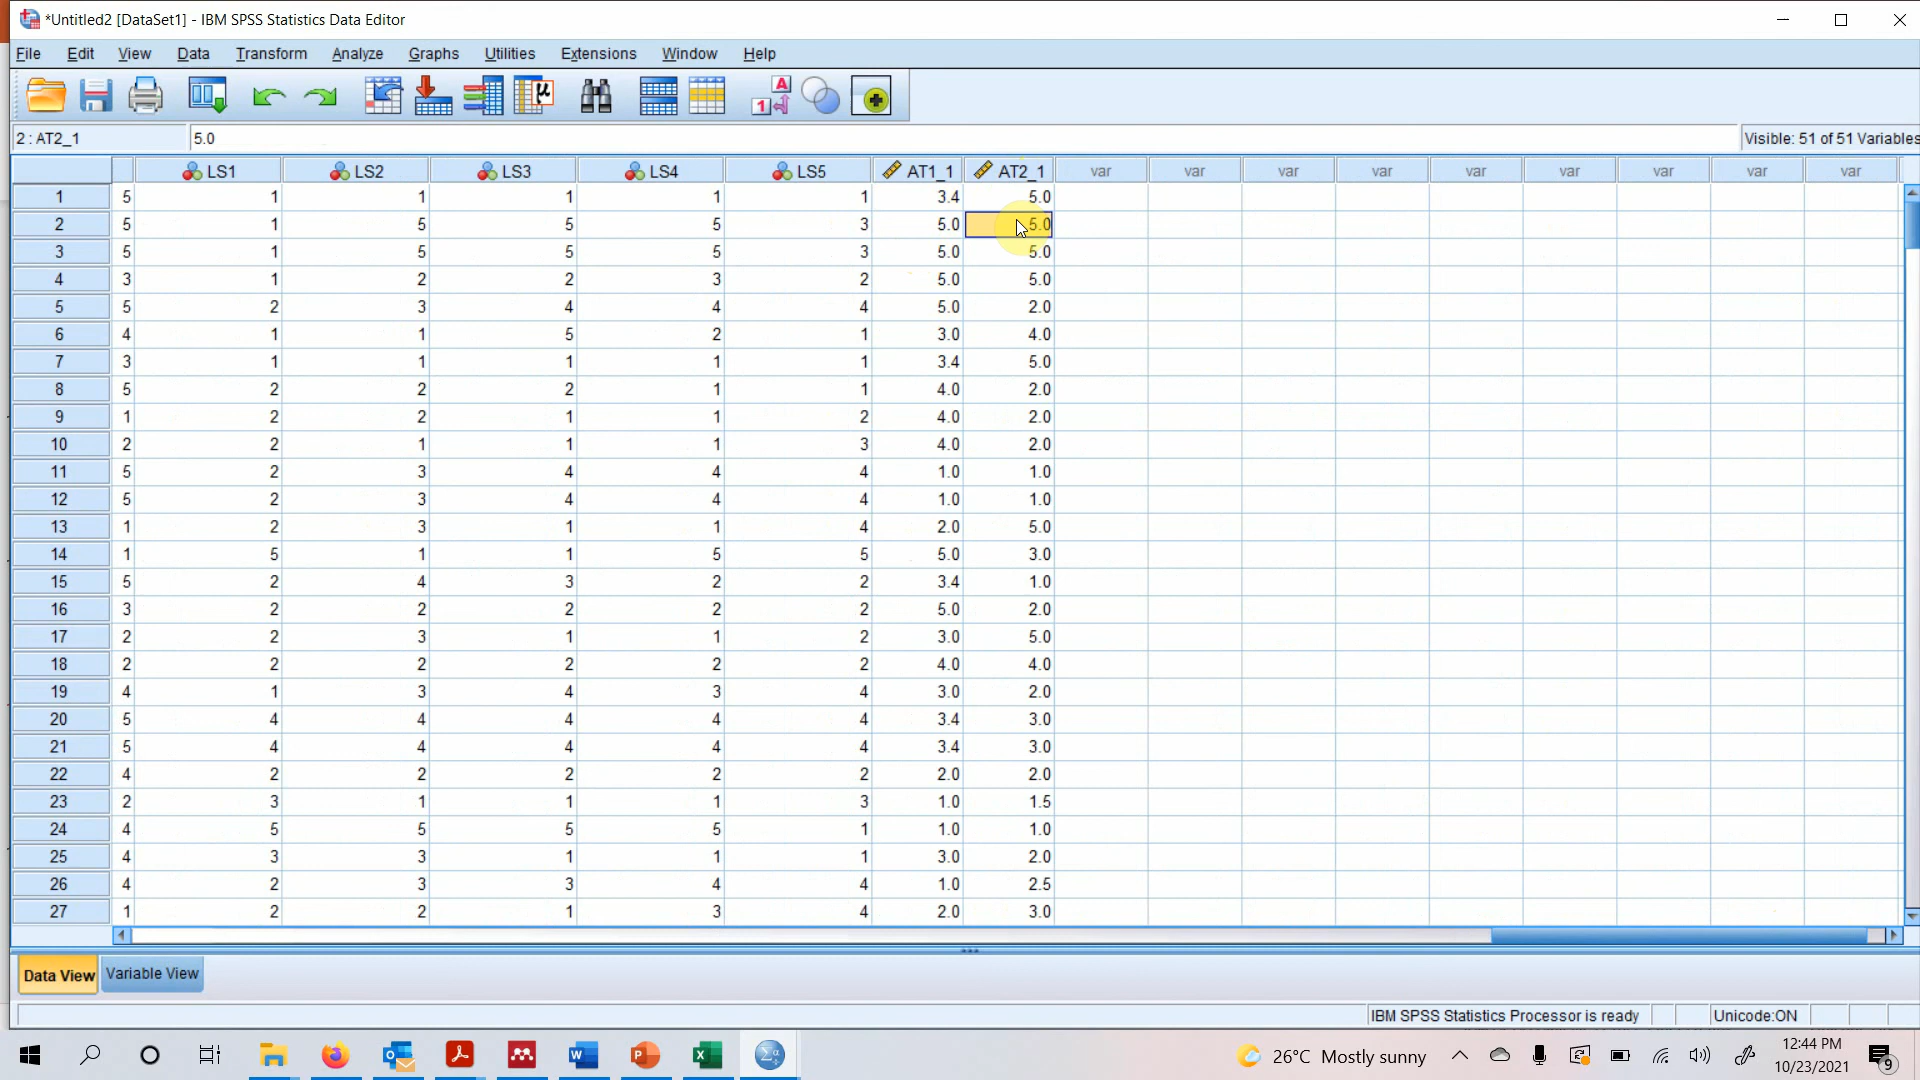 *Untitled2 [DataSet1] - IBM SPSS Statistics Data Editor
File Edit View Data Transform Analyze Graphs Utilities Extensions Window Help
2 : AT2_1 5.0 Visible: 51 of 51 Variables
LS1 LS2 LS3 LS4 LS5 AT1_1 AT2_1 var var var var var var var var var
1 5 1 1 1 1 1 3.4 5.0
2 5 1 5 5 5 3 5.0 5.0
3 5 1 5 5 5 3 5.0 5.0
4 3 1 2 2 3 2 5.0 5.0
5 5 2 3 4 4 4 5.0 2.0
6 4 1 1 5 2 1 3.0 4.0
7 3 1 1 1 1 1 3.4 5.0
8 5 2 2 2 1 1 4.0 2.0
9 1 2 2 1 1 2 4.0 2.0
10 2 2 1 1 1 3 4.0 2.0
11 5 2 3 4 4 4 1.0 1.0
12 5 2 3 4 4 4 1.0 1.0
13 1 2 3 1 1 4 2.0 5.0
14 1 5 1 1 5 5 5.0 3.0
15 5 2 4 3 2 2 3.4 1.0
16 3 2 2 2 2 2 5.0 2.0
17 2 2 3 1 1 2 3.0 5.0
18 2 2 2 2 2 2 4.0 4.0
19 4 1 3 4 3 4 3.0 2.0
20 5 4 4 4 4 4 3.4 3.0
21 5 4 4 4 4 4 3.4 3.0
22 4 2 2 2 2 2 2.0 2.0
23 2 3 1 1 1 3 1.0 1.5
24 4 5 5 5 5 1 1.0 1.0
25 4 3 3 1 1 1 3.0 2.0
26 4 2 3 3 4 4 1.0 2.5
27 1 2 2 1 3 4 2.0 3.0
Data View Variable View
IBM SPSS Statistics Processor is ready Unicode:ON
26°C Mostly sunny 12:44 PM
10/23/2021 9